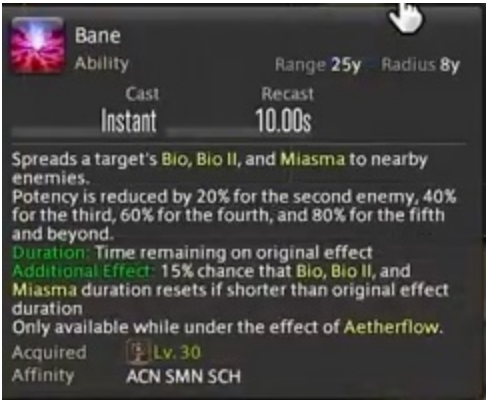 Bane
Ability
Range 25y Radius 8y
Cast
Recast
Instant
10.00s
Spreads a target's Bio, Bio II, and Miasma to nearby
enemies.
Potency is reduced by 20% for the second enemy, 40%
for the third, 60% for the fourth, and 80% for the fifth
and beyond.
Duration: Time remaining on original effect
Additional Effect: 15% chance that Bio, Bio II, and
Miasma duration resets if shorter than original effect
duration
Only available while under the effect of Aetherflow.
Acquired Lv. 30
Affinity ACN SMN SCH